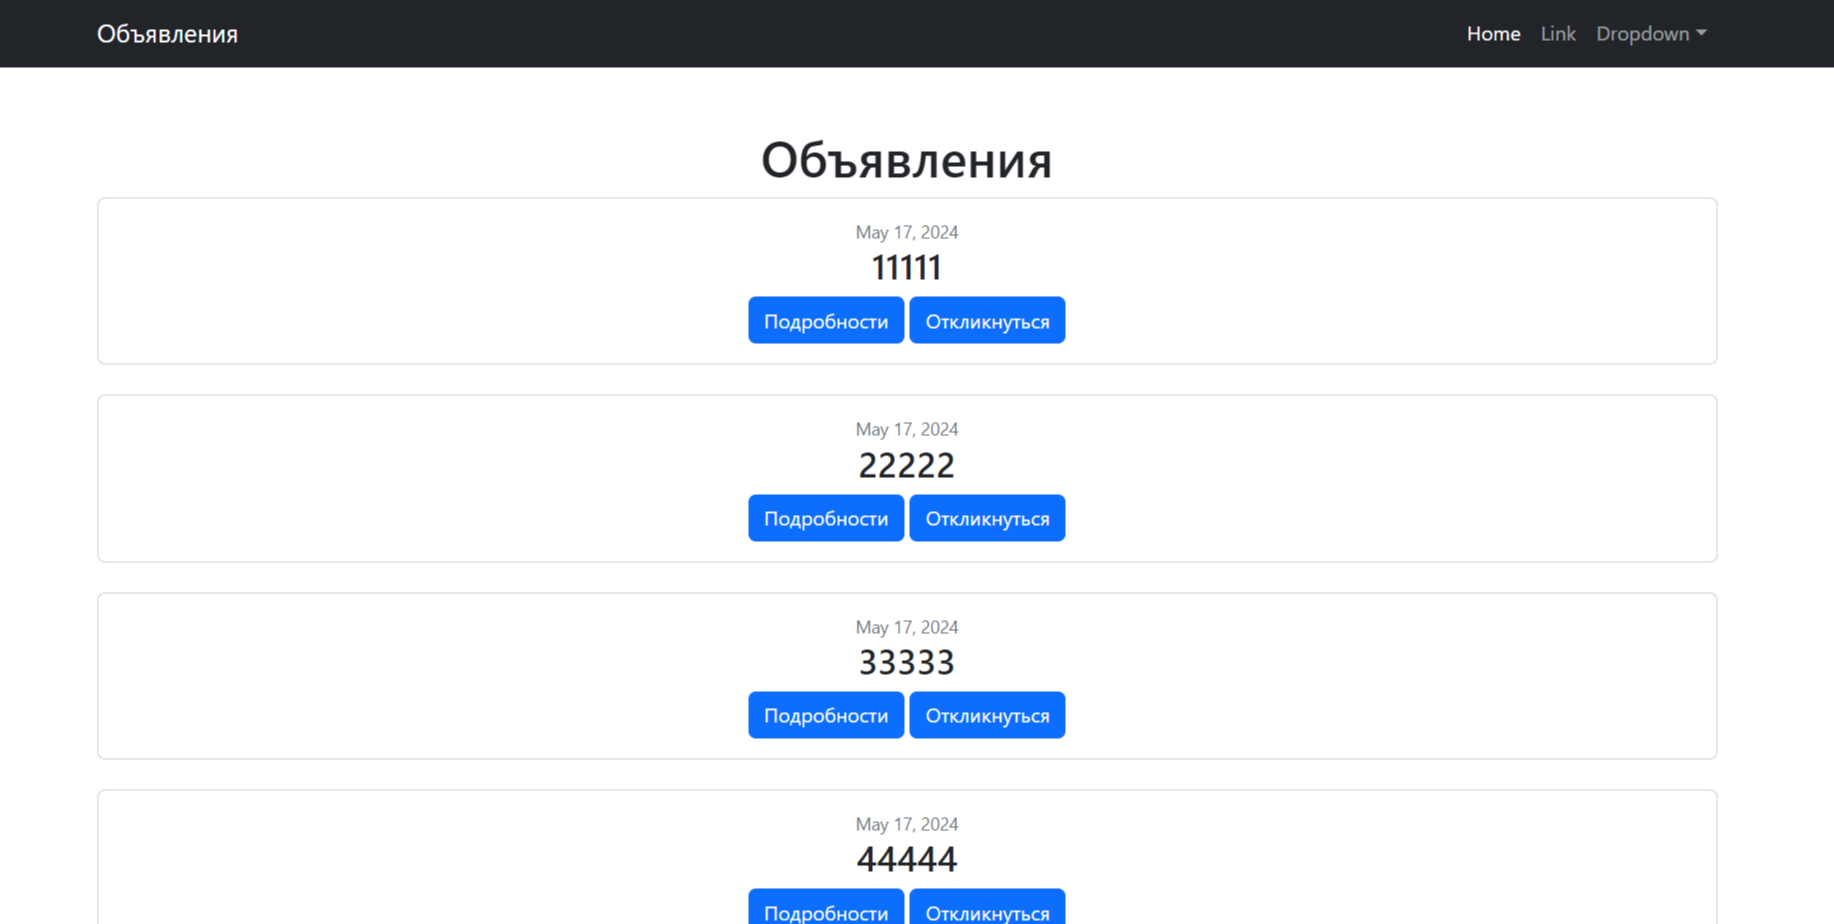 Объявления Home Link Dropdown
Объявления
May 17, 2024
11111
Подробности Откликнуться
May 17, 2024
22222
Подробности Откликнуться
May 17, 2024
33333
Подробности Откликнуться
May 17, 2024
44444
Подробности Откликнуться